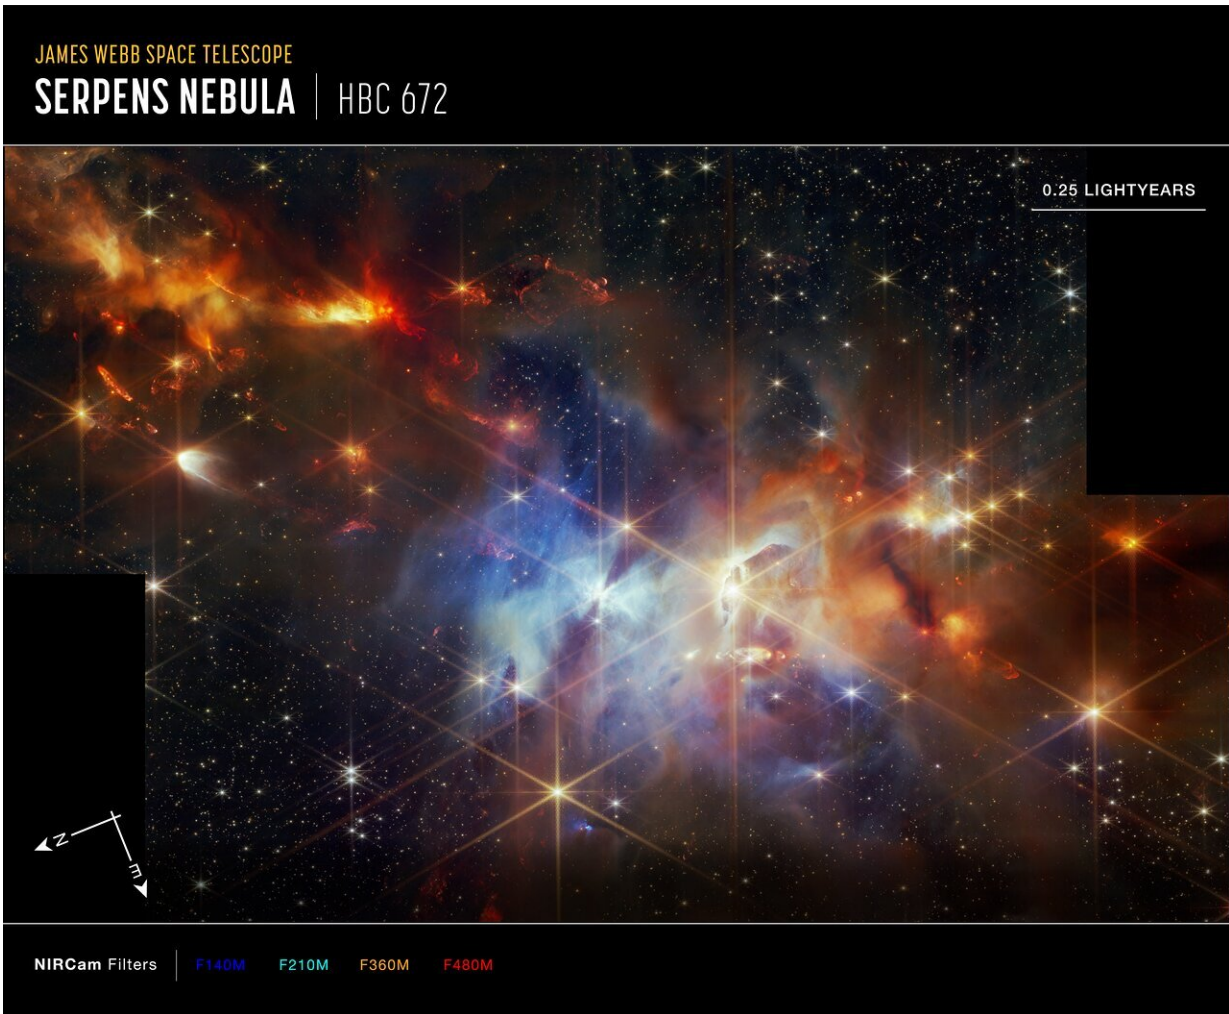 JAMES WEBB SPACE TELESCOPE
SERPENS NEBULA | HBC 672
0.25 LIGHTYEARS
N
E
NIRCam Filters | F140M F210M F360M F480M